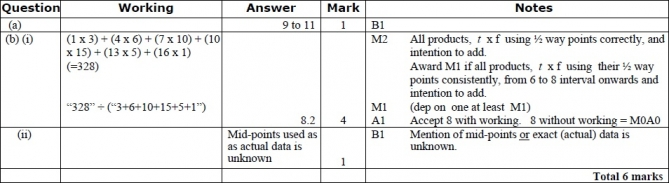 Question Working Answer Mark Notes
(a) 9 to 11 1 B1
(b) (i) (1 x 3) + (4 x 6) + (7 x 10) + (10 M2 All products, t x f using ½ way points correctly, and
x 15) + (13 x 5) + (16 x 1) intention to add.
(=328) Award M1 if all products, t x f using their ½ way
points consistently, from 6 to 8 interval onwards and
intention to add.
"328" ÷ ("3+6+10+15+5+1") M1 (dep on one at least M1)
8.2 4 A1 Accept 8 with working. 8 without working = M0A0
(ii) Mid-points used as B1 Mention of mid-points or exact (actual) data is
as actual data is unknown.
unknown 1
Total 6 marks